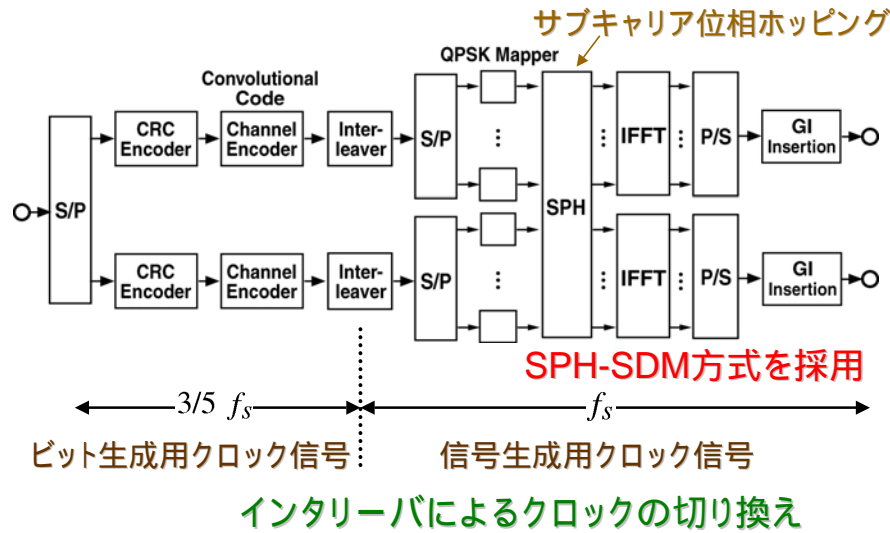 サブキャリア位相ホッピング
QPSK Mapper
Convolutional
Code
S/P
CRC
Encoder
Channel
Encoder
Inter-
leaver
S/P
SPH
IFFT
P/S
GI
Insertion
CRC
Encoder
Channel
Encoder
Inter-
leaver
S/P
IFFT
P/S
GI
Insertion
SPH-SDM方式を採用
3/5 fs
fs
ビット生成用クロック信号
信号生成用クロック信号
インタリーバによるクロックの切り換え